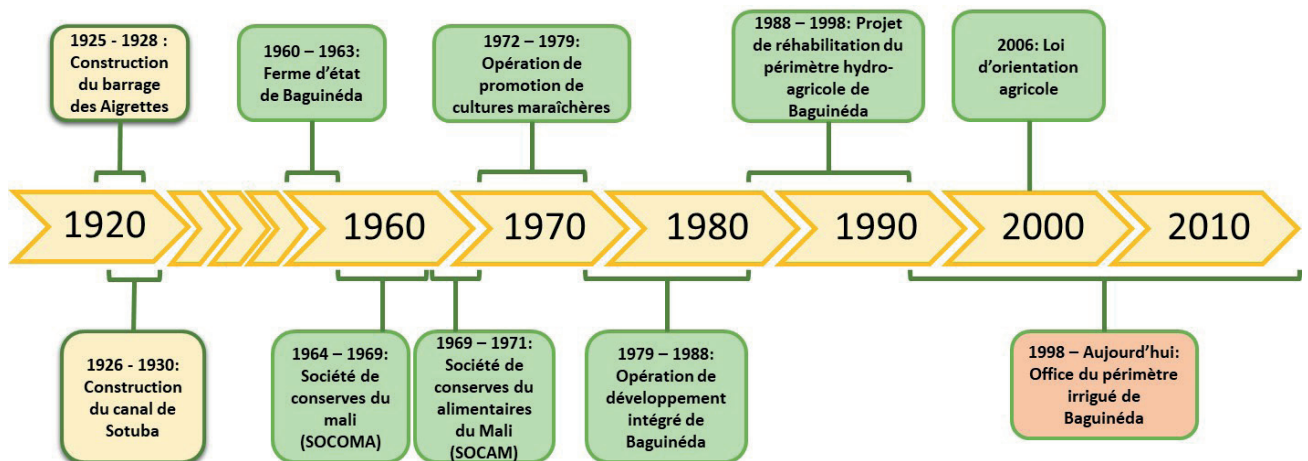 1925 - 1928 :
Construction
du barrage
des Aigrettes
1960 – 1963:
Ferme d'état
de Baguinéda
1972 – 1979:
Opération de
promotion de
cultures maraîchères
1988 – 1998: Projet
de réhabilitation du
périmètre hydro-
agricole de
Baguinéda
2006: Loi
d'orientation
agricole
1920
1960
1970
1980
1990
2000
2010
1926 - 1930:
Construction
du canal de
Sotuba
1964 – 1969:
Société de
conserves du
mali
(SOCOMA)
1969 – 1971:
Société de
conserves du
alimentaires
du Mali
(SOCAM)
1979 – 1988:
Opération de
développement
intégré de
Baguinéda
1998 – Aujourd'hui:
Office du périmètre
irrigué de
Baguinéda